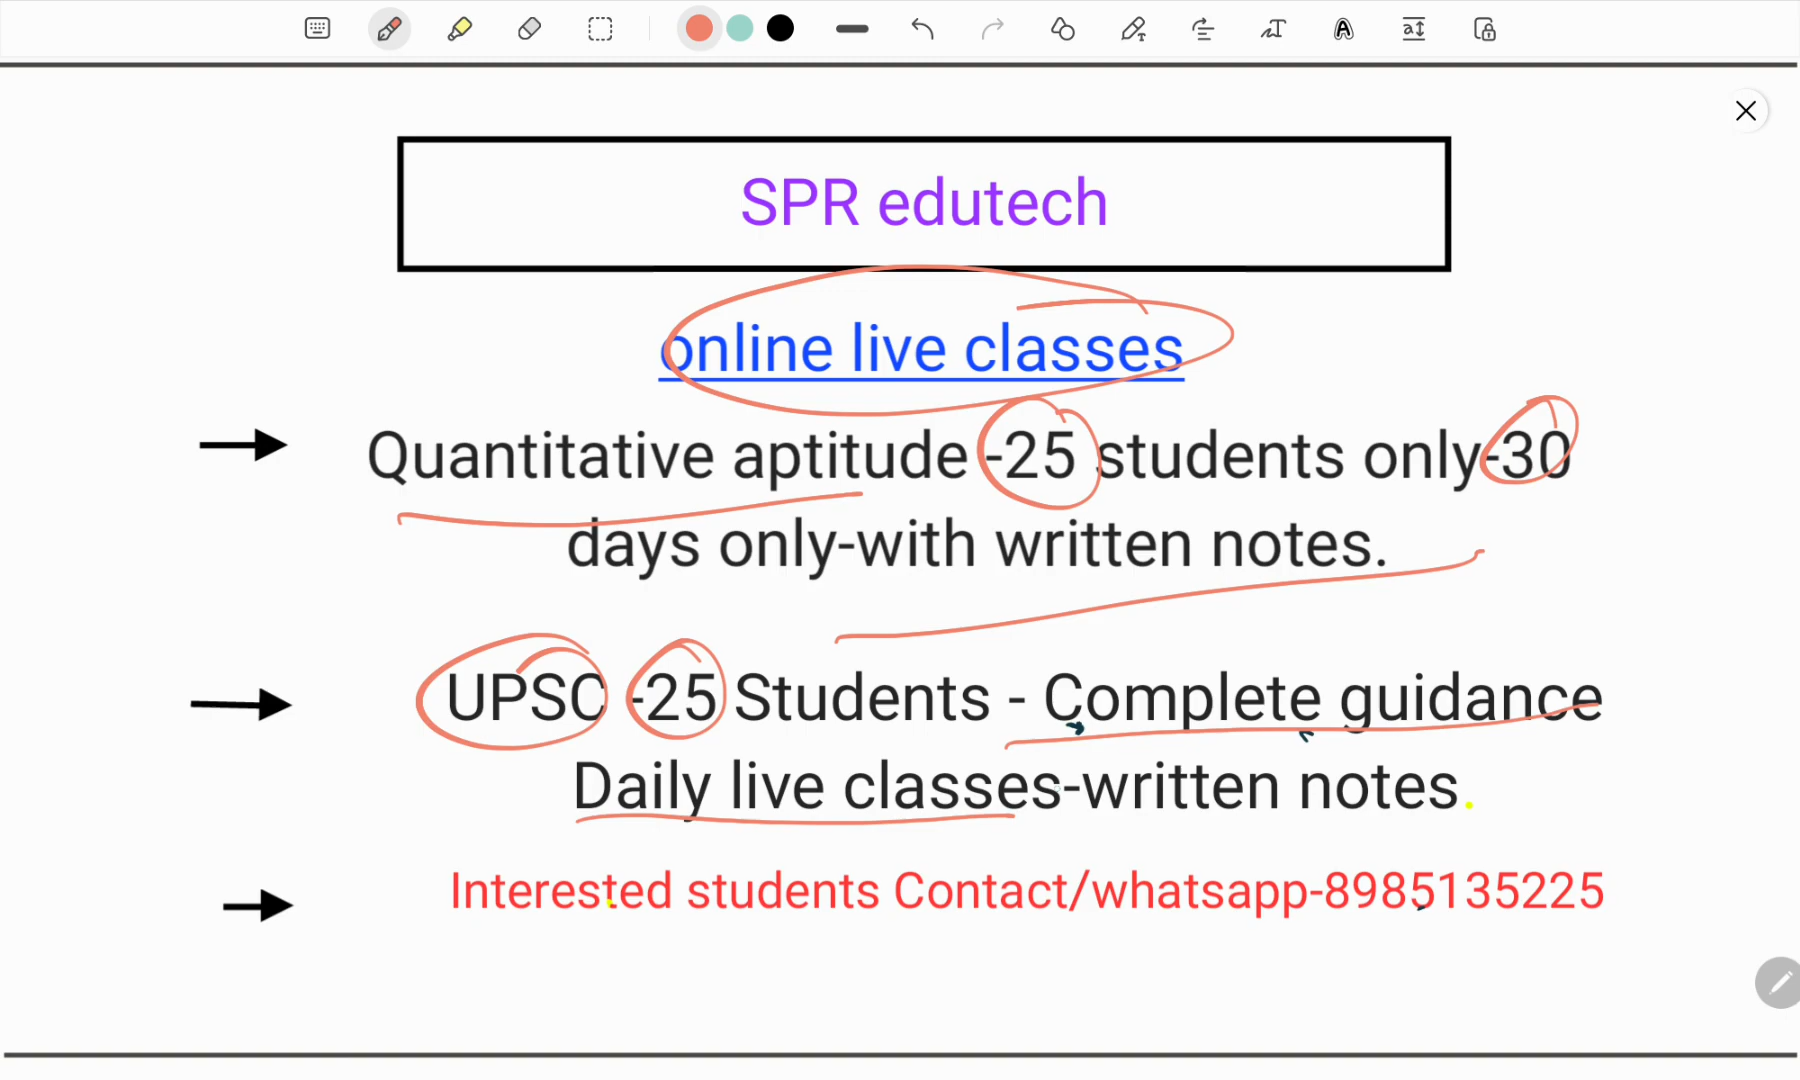 SPR edutech
online live classes
Quantitative aptitude -25 students only-30
days only-with written notes.
UPSC -25 Students - Complete guidance
Daily live classes-written notes.
Interested students Contact/whatsapp-8985135225